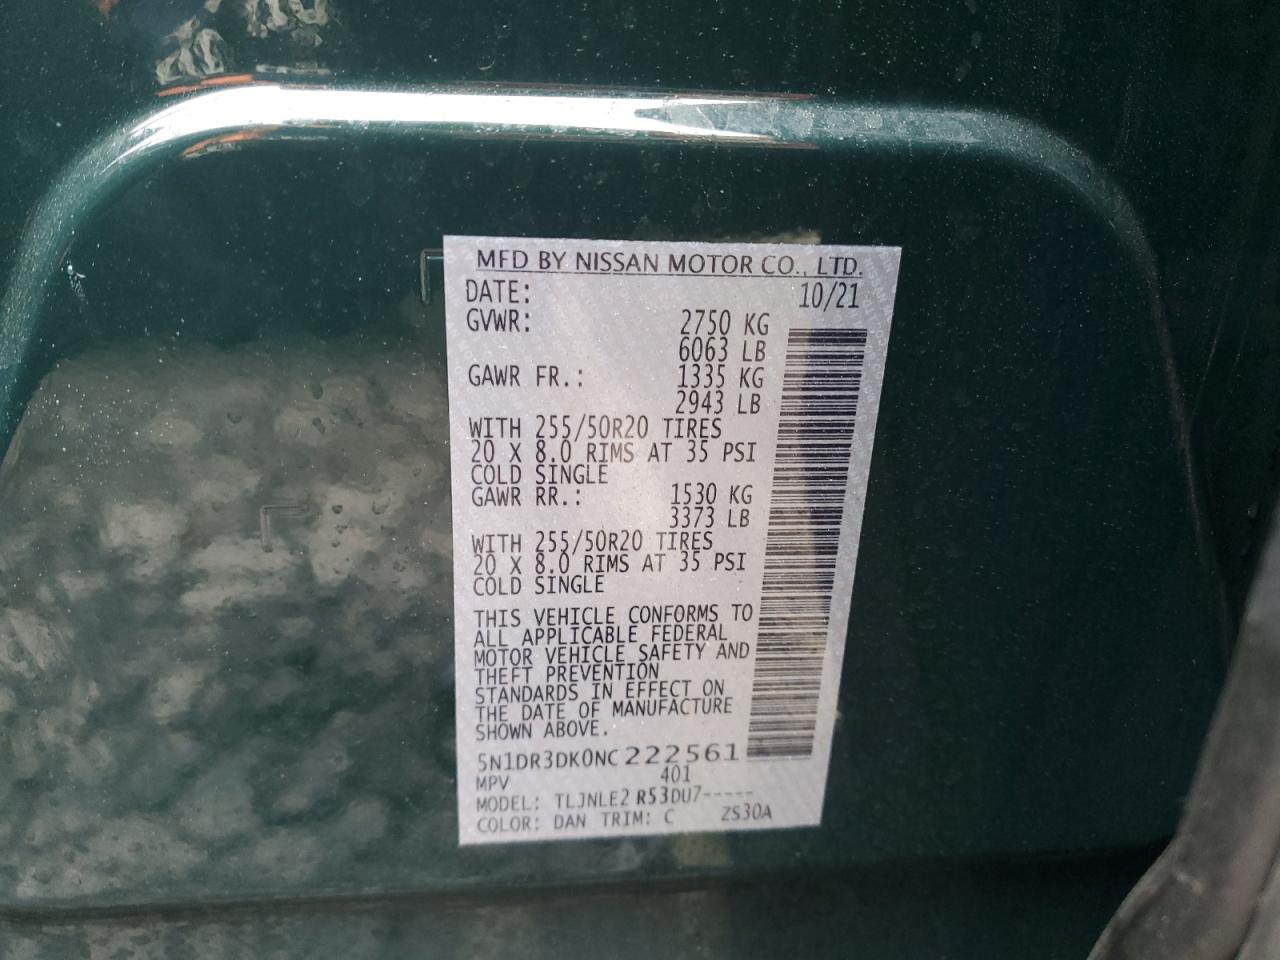 MFD BY NISSAN MOTOR CO., LTD.
DATE: 10/21
GVWR: 2750 KG
6063 LB
GAWR FR.: 1335 KG
2943 LB
WITH 255/50R20 TIRES
20 X 8.0 RIMS AT 35 PSI
COLD SINGLE
GAWR RR.: 1530 KG
3373 LB
WITH 255/50R20 TIRES
20 X 8.0 RIMS AT 35 PSI
COLD SINGLE
THIS VEHICLE CONFORMS TO
ALL APPLICABLE FEDERAL
MOTOR VEHICLE SAFETY AND
THEFT PREVENTION
STANDARDS IN EFFECT ON
THE DATE OF MANUFACTURE
SHOWN ABOVE.
5N1DR3DK0NC222561
MPV 401
MODEL: TLJNLE2 R53DU7-----
COLOR: DAN TRIM: C ZS30A